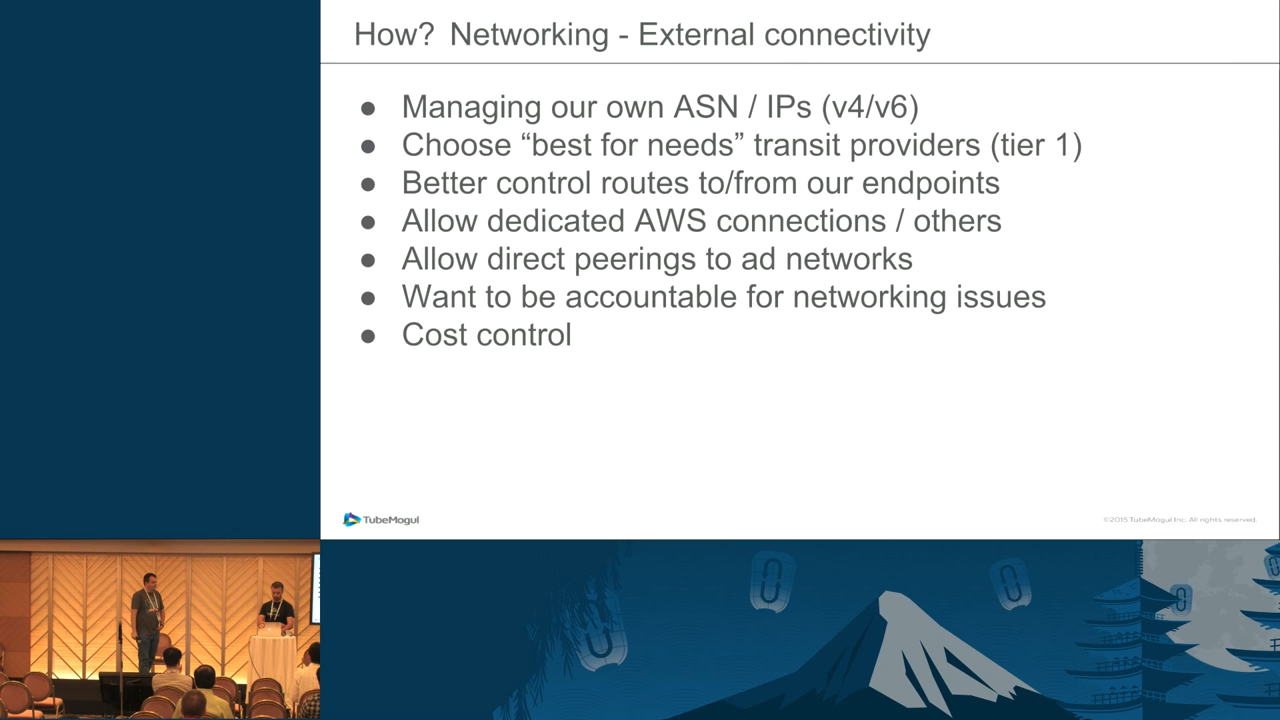 How? Networking - External connectivity
● Managing our own ASN / IPs (v4/v6)
● Choose “best for needs” transit providers (tier 1)
● Better control routes to/from our endpoints
● Allow dedicated AWS connections / others
● Allow direct peerings to ad networks
● Want to be accountable for networking issues
● Cost control
TubeMogul
©2015 TubeMogul Inc. All rights reserved.